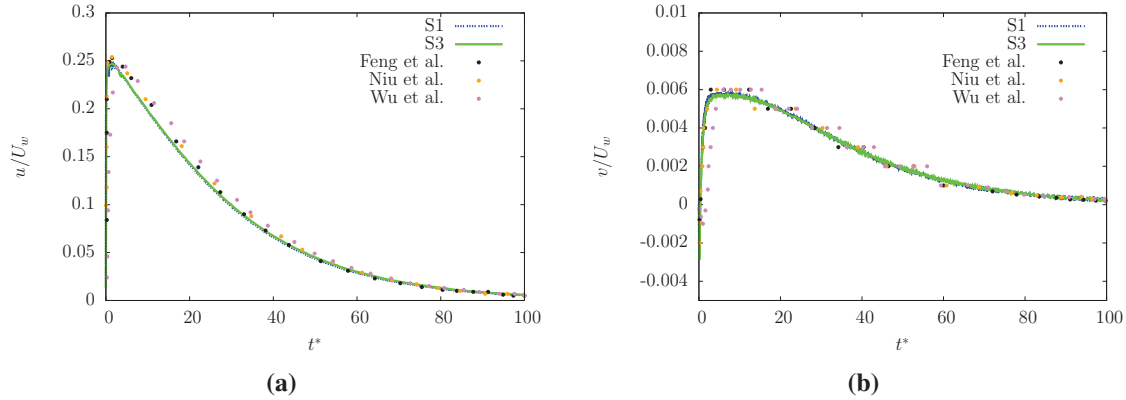 0.3
0.25
0.2
0.15
0.1
0.05
0
u/U_w
S1
S3
Feng et al.
Niu et al.
Wu et al.
0 20 40 60 80 100
t*
(a)
0.01
0.008
0.006
0.004
0.002
0
-0.002
-0.004
v/U_w
S1
S3
Feng et al.
Niu et al.
Wu et al.
0 20 40 60 80 100
t*
(b)